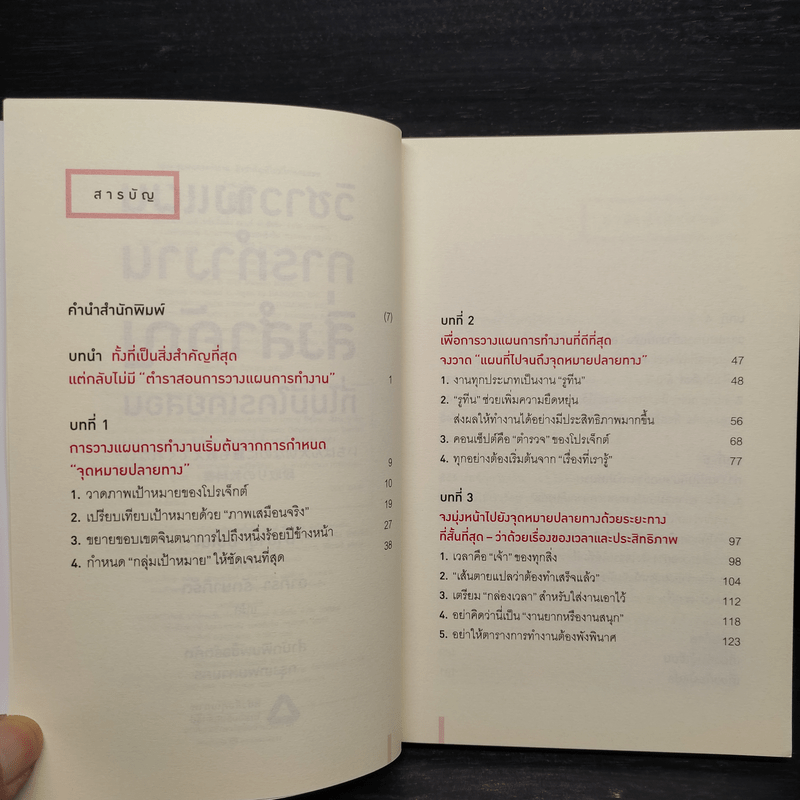 สารบัญ
คำนำสำนักพิมพ์ (7)
บทนำ ทั้งที่เป็นสิ่งสำคัญที่สุด
แต่กลับไม่มี “ตำราสอนการวางแผนการทำงาน” 1
บทที่ 1
การวางแผนการทำงานเริ่มต้นจากการกำหนด
“จุดหมายปลายทาง” 9
1. วาดภาพเป้าหมายของโปรเจ็กต์ 10
2. เปรียบเทียบเป้าหมายด้วย “ภาพเสมือนจริง” 19
3. ขยายขอบเขตจินตนาการไปถึงหนึ่งร้อยปีข้างหน้า 27
4. กำหนด “กลุ่มเป้าหมาย” ให้ชัดเจนที่สุด 38
บทที่ 2
เพื่อการวางแผนการทำงานที่ดีที่สุด
จงวาด “แผนที่ไปจนถึงจุดหมายปลายทาง” 47
1. งานทุกประเภทเป็นงาน “รูทีน” 48
2. “รูทีน” ช่วยเพิ่มความยืดหยุ่น
ส่งผลให้ทำงานได้อย่างมีประสิทธิภาพมากขึ้น 56
3. คอนเซ็ปต์คือ “ตำรวจ” ของโปรเจ็กต์ 68
4. ทุกอย่างต้องเริ่มต้นจาก “เรื่องที่เรารู้” 77
บทที่ 3
จงมุ่งหน้าไปยังจุดหมายปลายทางด้วยระยะทาง
ที่สั้นที่สุด – ว่าด้วยเรื่องของเวลาและประสิทธิภาพ 97
1. เวลาคือ “เจ้า” ของทุกสิ่ง 98
2. “เส้นตายแปลว่าต้องทำเสร็จแล้ว” 104
3. เตรียม “กล่องเวลา” สำหรับใส่งานเอาไว้ 112
4. อย่าคิดว่านี่เป็น “งานยากหรืองานสนุก” 118
5. อย่าให้ตารางการทำงานต้องพังพินาศ 123